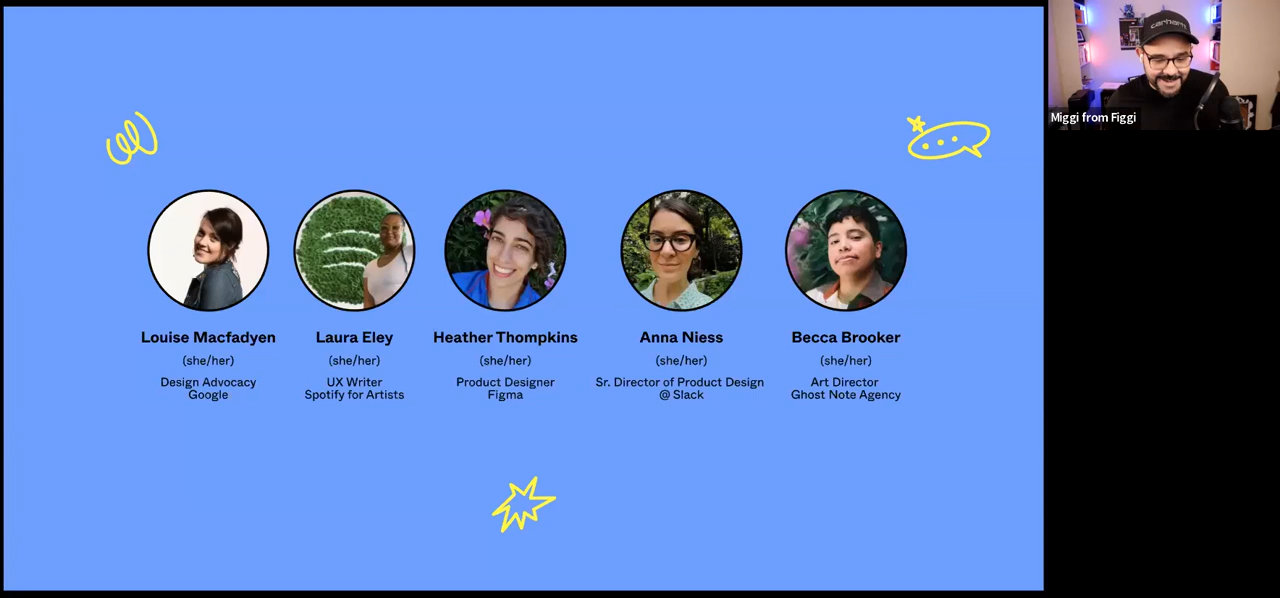 carhartt
Miggi from Figgi
Louise Macfadyen
(she/her)
Design Advocacy
Google
Laura Eley
(she/her)
UX Writer
Spotify for Artists
Heather Thompkins
(she/her)
Product Designer
Figma
Anna Niess
(she/her)
Sr. Director of Product Design
@ Slack
Becca Brooker
(she/her)
Art Director
Ghost Note Agency